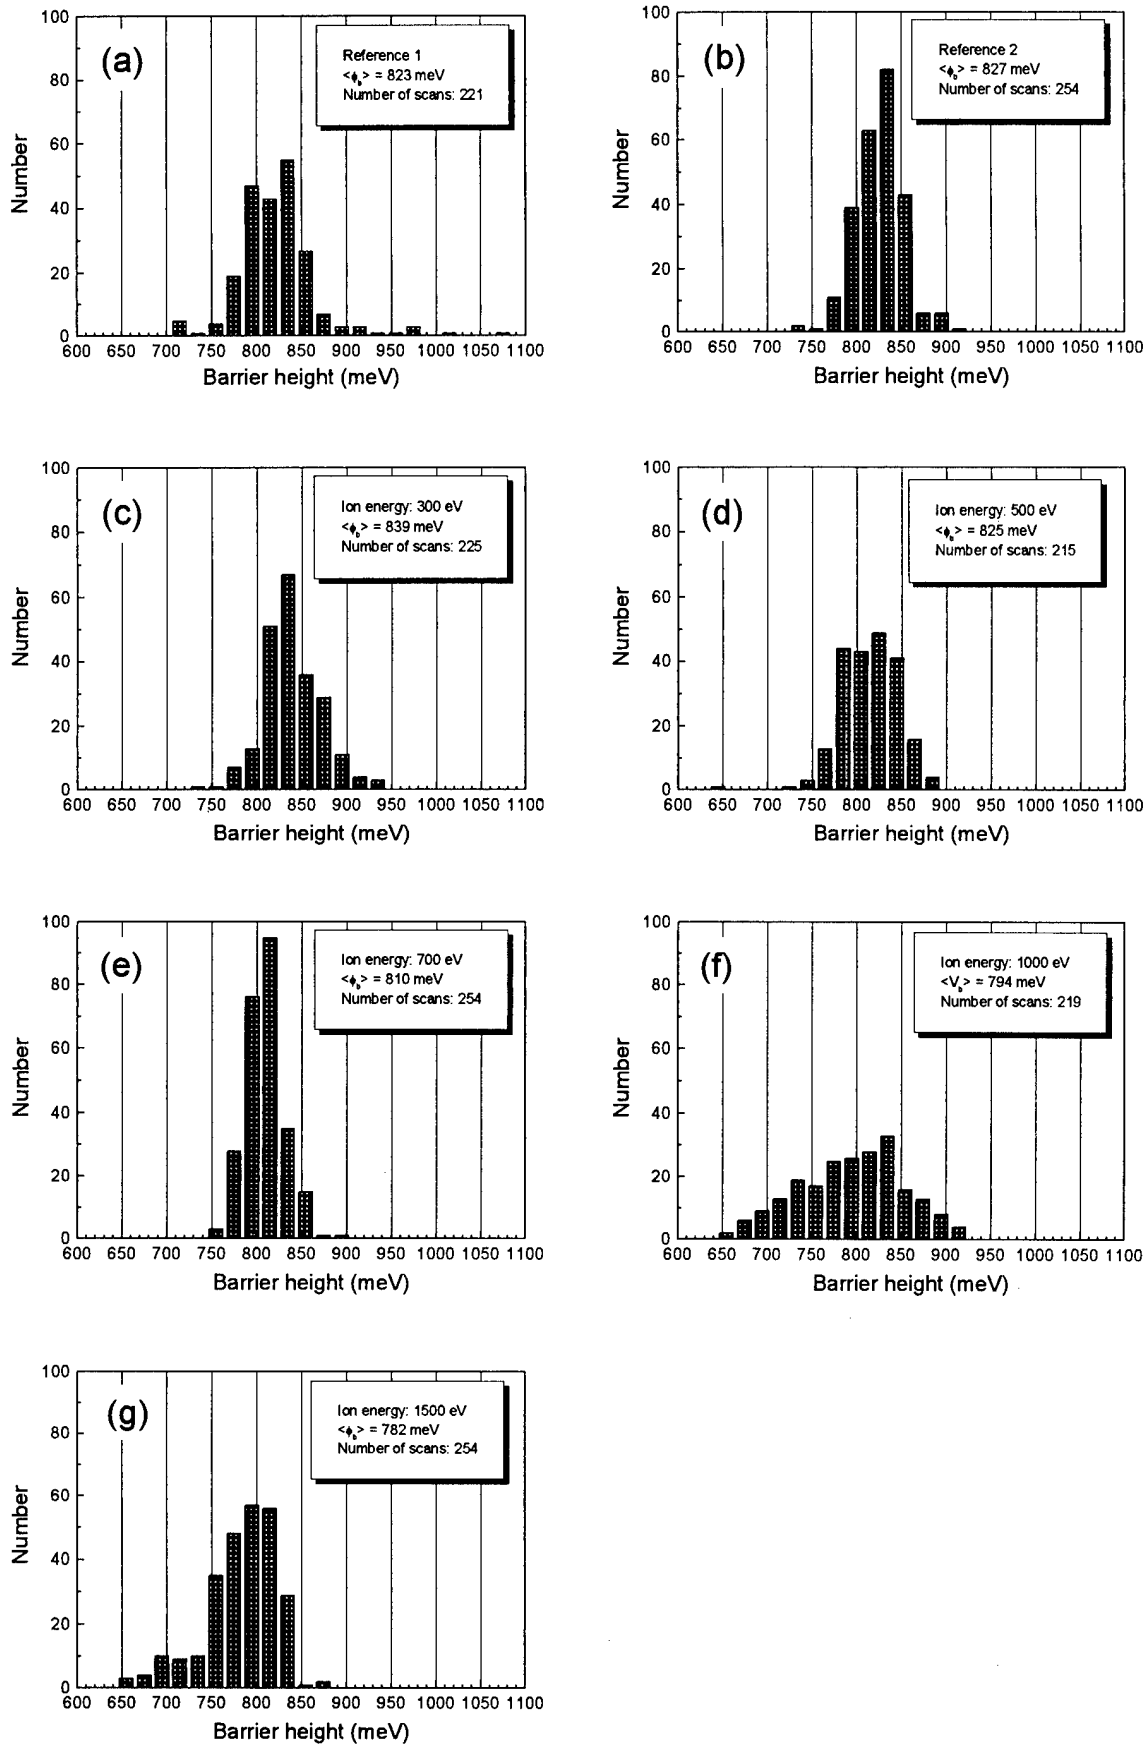 (a)
Reference 1
<ϕb> = 823 meV
Number of scans: 221
Number
100
80
60
40
20
0
600 650 700 750 800 850 900 950 1000 1050 1100
Barrier height (meV)
(b)
Reference 2
<ϕb> = 827 meV
Number of scans: 254
Number
100
80
60
40
20
0
600 650 700 750 800 850 900 950 1000 1050 1100
Barrier height (meV)
(c)
Ion energy: 300 eV
<ϕb> = 839 meV
Number of scans: 225
Number
100
80
60
40
20
0
600 650 700 750 800 850 900 950 1000 1050 1100
Barrier height (meV)
(d)
Ion energy: 500 eV
<ϕb> = 825 meV
Number of scans: 215
Number
100
80
60
40
20
0
600 650 700 750 800 850 900 950 1000 1050 1100
Barrier height (meV)
(e)
Ion energy: 700 eV
<ϕb> = 810 meV
Number of scans: 254
Number
100
80
60
40
20
0
600 650 700 750 800 850 900 950 1000 1050 1100
Barrier height (meV)
(f)
Ion energy: 1000 eV
<Vb> = 794 meV
Number of scans: 219
Number
100
80
60
40
20
0
600 650 700 750 800 850 900 950 1000 1050 1100
Barrier height (meV)
(g)
Ion energy: 1500 eV
<ϕb> = 782 meV
Number of scans: 254
Number
100
80
60
40
20
0
600 650 700 750 800 850 900 950 1000 1050 1100
Barrier height (meV)